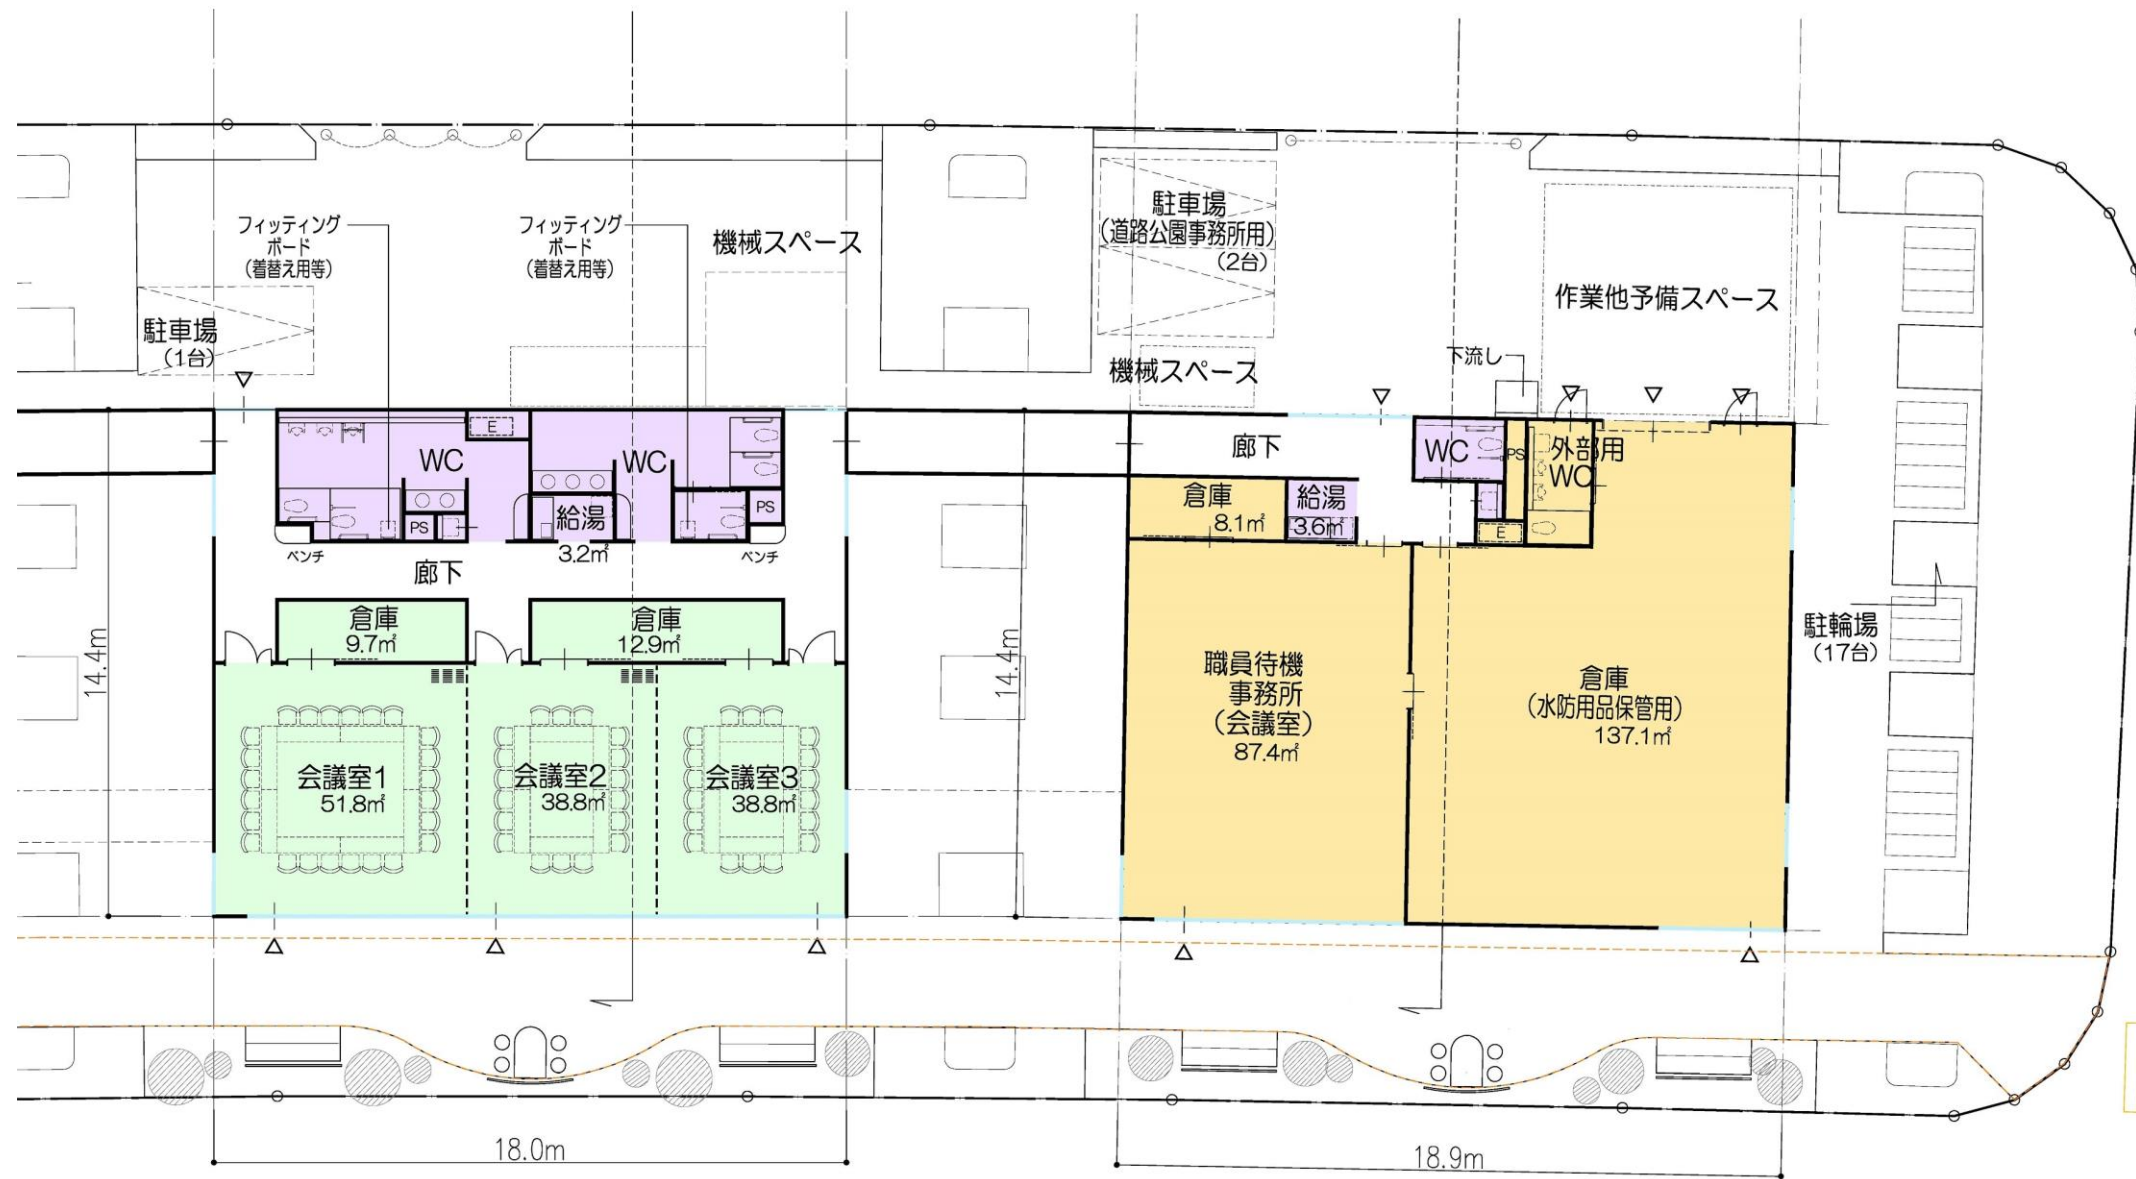 フィッティング
ボード
(着替え用等)
フィッティング
ボード
(着替え用等)
機械スペース
駐車場
(道路公園事務所用)
(2台)
作業他予備スペース
駐車場
(1台)
機械スペース
下流し
E
WC
WC
PS
PS
給湯
3.2㎡
ベンチ
ベンチ
廊下
倉庫
9.7㎡
倉庫
12.9㎡
14.4m
会議室1
51.8㎡
会議室2
38.8㎡
会議室3
38.8㎡
廊下
WC
PS
外部用
WC
倉庫
8.1㎡
給湯
3.6㎡
E
14.4m
職員待機
事務所
(会議室)
87.4㎡
倉庫
(水防用品保管用)
137.1㎡
駐輪場
(17台)
18.0m
18.9m